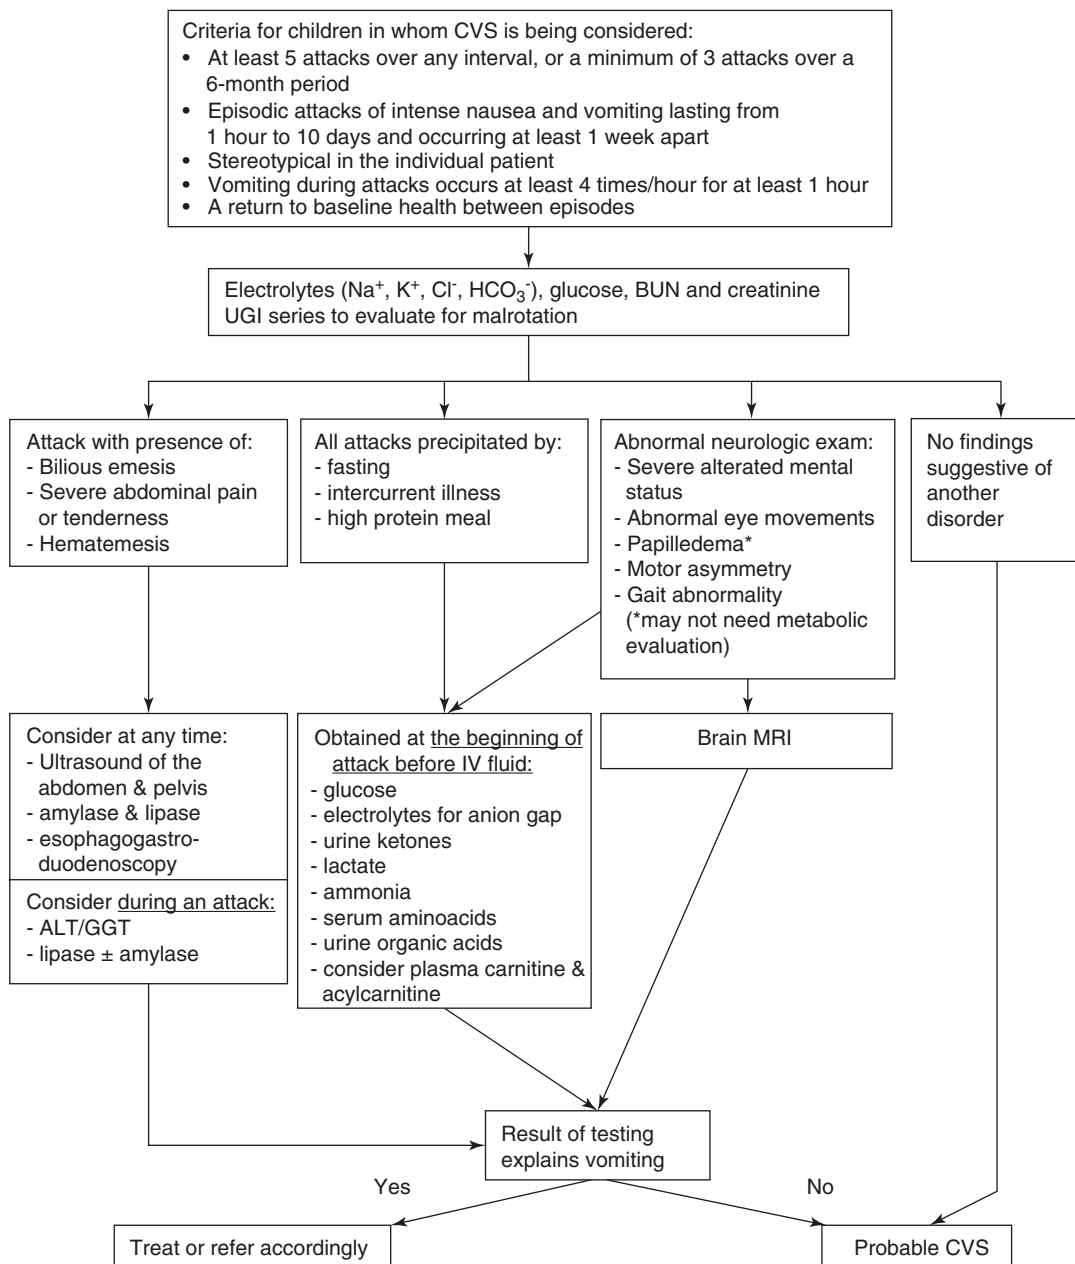 Criteria for children in whom CVS is being considered:
• At least 5 attacks over any interval, or a minimum of 3 attacks over a
6-month period
• Episodic attacks of intense nausea and vomiting lasting from
1 hour to 10 days and occurring at least 1 week apart
• Stereotypical in the individual patient
• Vomiting during attacks occurs at least 4 times/hour for at least 1 hour
• A return to baseline health between episodes
Electrolytes (Na⁺, K⁺, Cl⁻, HCO₃⁻), glucose, BUN and creatinine
UGI series to evaluate for malrotation
Attack with presence of:
- Bilious emesis
- Severe abdominal pain
or tenderness
- Hematemesis
All attacks precipitated by:
- fasting
- intercurrent illness
- high protein meal
Abnormal neurologic exam:
- Severe alterated mental
status
- Abnormal eye movements
- Papilledema*
- Motor asymmetry
- Gait abnormality
(*may not need metabolic
evaluation)
No findings
suggestive of
another
disorder
Consider at any time:
- Ultrasound of the
abdomen & pelvis
- amylase & lipase
- esophagogastro-
duodenoscopy
Consider during an attack:
- ALT/GGT
- lipase ± amylase
Obtained at the beginning of
attack before IV fluid:
- glucose
- electrolytes for anion gap
- urine ketones
- lactate
- ammonia
- serum aminoacids
- urine organic acids
- consider plasma carnitine &
acylcarnitine
Brain MRI
Result of testing
explains vomiting
Yes
No
Treat or refer accordingly
Probable CVS